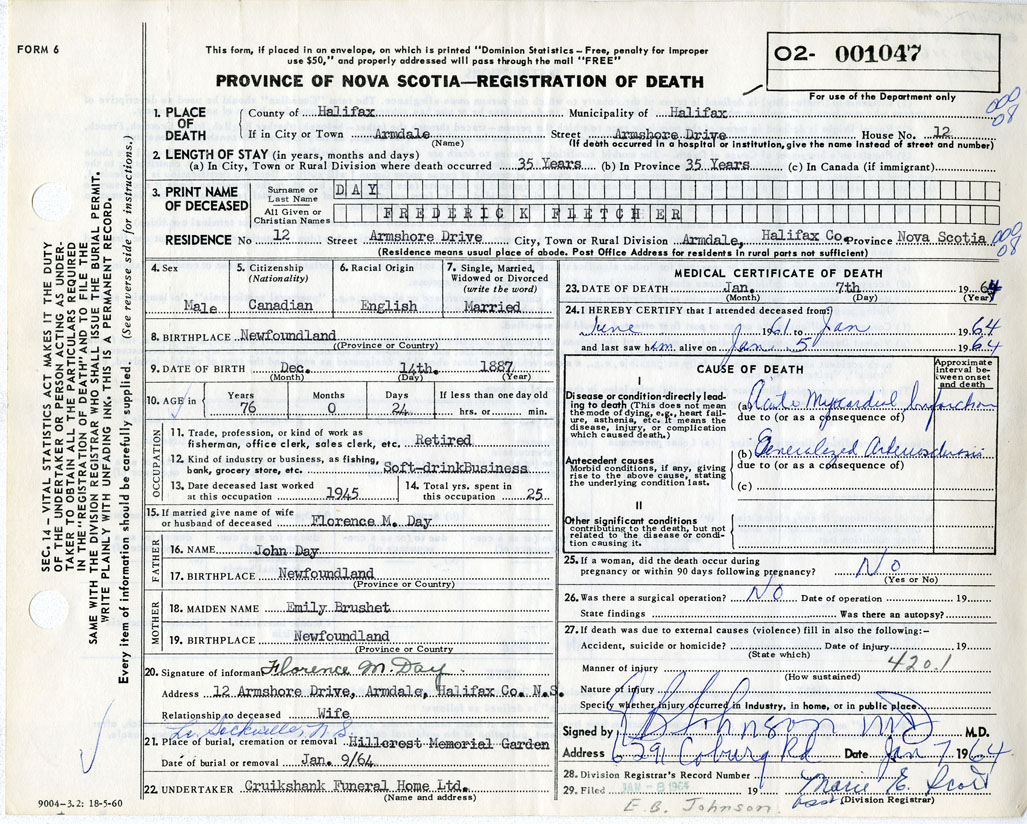 FORM 6
This form, if placed in an envelope, on which is printed "Dominion Statistics – Free, penalty for improper
use $50," and properly addressed will pass through the mail "FREE"
PROVINCE OF NOVA SCOTIA—REGISTRATION OF DEATH
02- 001047
For use of the Department only
000
08
1. PLACE OF DEATH
County of Halifax Municipality of Halifax
If in City or Town Armdale Street Armshore Drive House No. 12
(Name) (If death occurred in a hospital or institution, give the name instead of street and number)
2. LENGTH OF STAY (in years, months and days)
(a) In City, Town or Rural Division where death occurred 35 Years (b) In Province 35 Years (c) In Canada (if immigrant)
3. PRINT NAME OF DECEASED
Surname or Last Name DAY
All Given or Christian Names FREDERICK FLETCHER
RESIDENCE No 12 Street Armshore Drive City, Town or Rural Division Armdale, Halifax Co. Province Nova Scotia
000
08
(Residence means usual place of abode. Post Office Address for residents in rural parts not sufficient)
4. Sex
Male
5. Citizenship (Nationality)
Canadian
6. Racial Origin
English
7. Single, Married, Widowed or Divorced (write the word)
Married
8. BIRTHPLACE Newfoundland
((Province or Country)
9. DATE OF BIRTH Dec. 14th. 1887
(Month) (Day) (Year)
10. AGE in Years Months Days If less than one day old
76 0 24 hrs. or min.
OCCUPATION
11. Trade, profession, or kind of work as
fisherman, office clerk, sales clerk, etc. Retired
12. Kind of industry or business, as fishing,
bank, grocery store, etc. Soft-drinkBusiness
13. Date deceased last worked
at this occupation 1945
14. Total yrs. spent in
this occupation 25
15. If married give name of wife
or husband of deceased Florence M. Day
FATHER
16. NAME John Day
17. BIRTHPLACE Newfoundland
(Province or Country)
MOTHER
18. MAIDEN NAME Emily Brushet
19. BIRTHPLACE Newfoundland
(Province or Country
20. Signature of informant Florence M. Day
Address 12 Armshore Drive, Armdale, Halifax Co. N.S.
Relationship to deceased Wife
Sackville, N S
21. Place of burial, cremation or removal Hillcrest Memorial Garden
Date of burial or removal Jan. 9/64
22. UNDERTAKER Cruikshank Funeral Home Ltd.
(Name and address)
9004–3.2: 18-5-60
MEDICAL CERTIFICATE OF DEATH
23. DATE OF DEATH Jan. 7th 1964
(Month) (Day) (Year)
24. I HEREBY CERTIFY that I attended deceased from:
June 1961 to Jan 1964
and last saw him alive on Jan 5 1964
CAUSE OF DEATH
Approximate interval between onset and death
I
Disease or condition directly leading to death (This does not mean the mode of dying, e.g., heart failure, asthenia, etc. It means the disease, injury, or complication which caused death.)
(a) Acute Myocardial Infarction
due to (or as a consequence of)
Antecedent causes
Morbid conditions, if any, giving rise to the above cause, stating the underlying condition last.
(b) Generalized Arteriosclerosis
due to (or as a consequence of)
(c)
II
Other significant conditions
contributing to the death, but not related to the disease or condition causing it.
25. If a woman, did the death occur during
pregnancy or within 90 days following pregnancy? No
(Yes or No)
26. Was there a surgical operation? No Date of operation 19
State findings Was there an autopsy?
27. If death was due to external causes (violence) fill in also the following:–
Accident, suicide or homicide? Date of injury 19
(State which)
420.1
Manner of injury
(How sustained)
Nature of injury
Specify whether injury occurred in industry, in home, or in public place
Signed by Johnson MD M.D.
Address 6291 Coburg Rd Date Jan 7 1964
28. Division Registrar's Record Number
29. Filed JAN - 8 1964 19 Marie E. Scott
asst (Division Registrar)
E.B. Johnson.
SEC. 14 – VITAL STATISTICS ACT MAKES IT THE DUTY
OF THE UNDERTAKER OR PERSON ACTING AS UNDER-
TAKER TO OBTAIN ALL THE PARTICULARS REQUIRED
IN THE "REGISTRATION OF DEATH" AND TO FILE THE
SAME WITH THE DIVISION REGISTRAR WHO SHALL ISSUE THE BURIAL PERMIT.
WRITE PLAINLY WITH UNFADING INK. THIS IS A PERMANENT RECORD.
Every item of information should be carefully supplied. (See reverse side for instructions.)